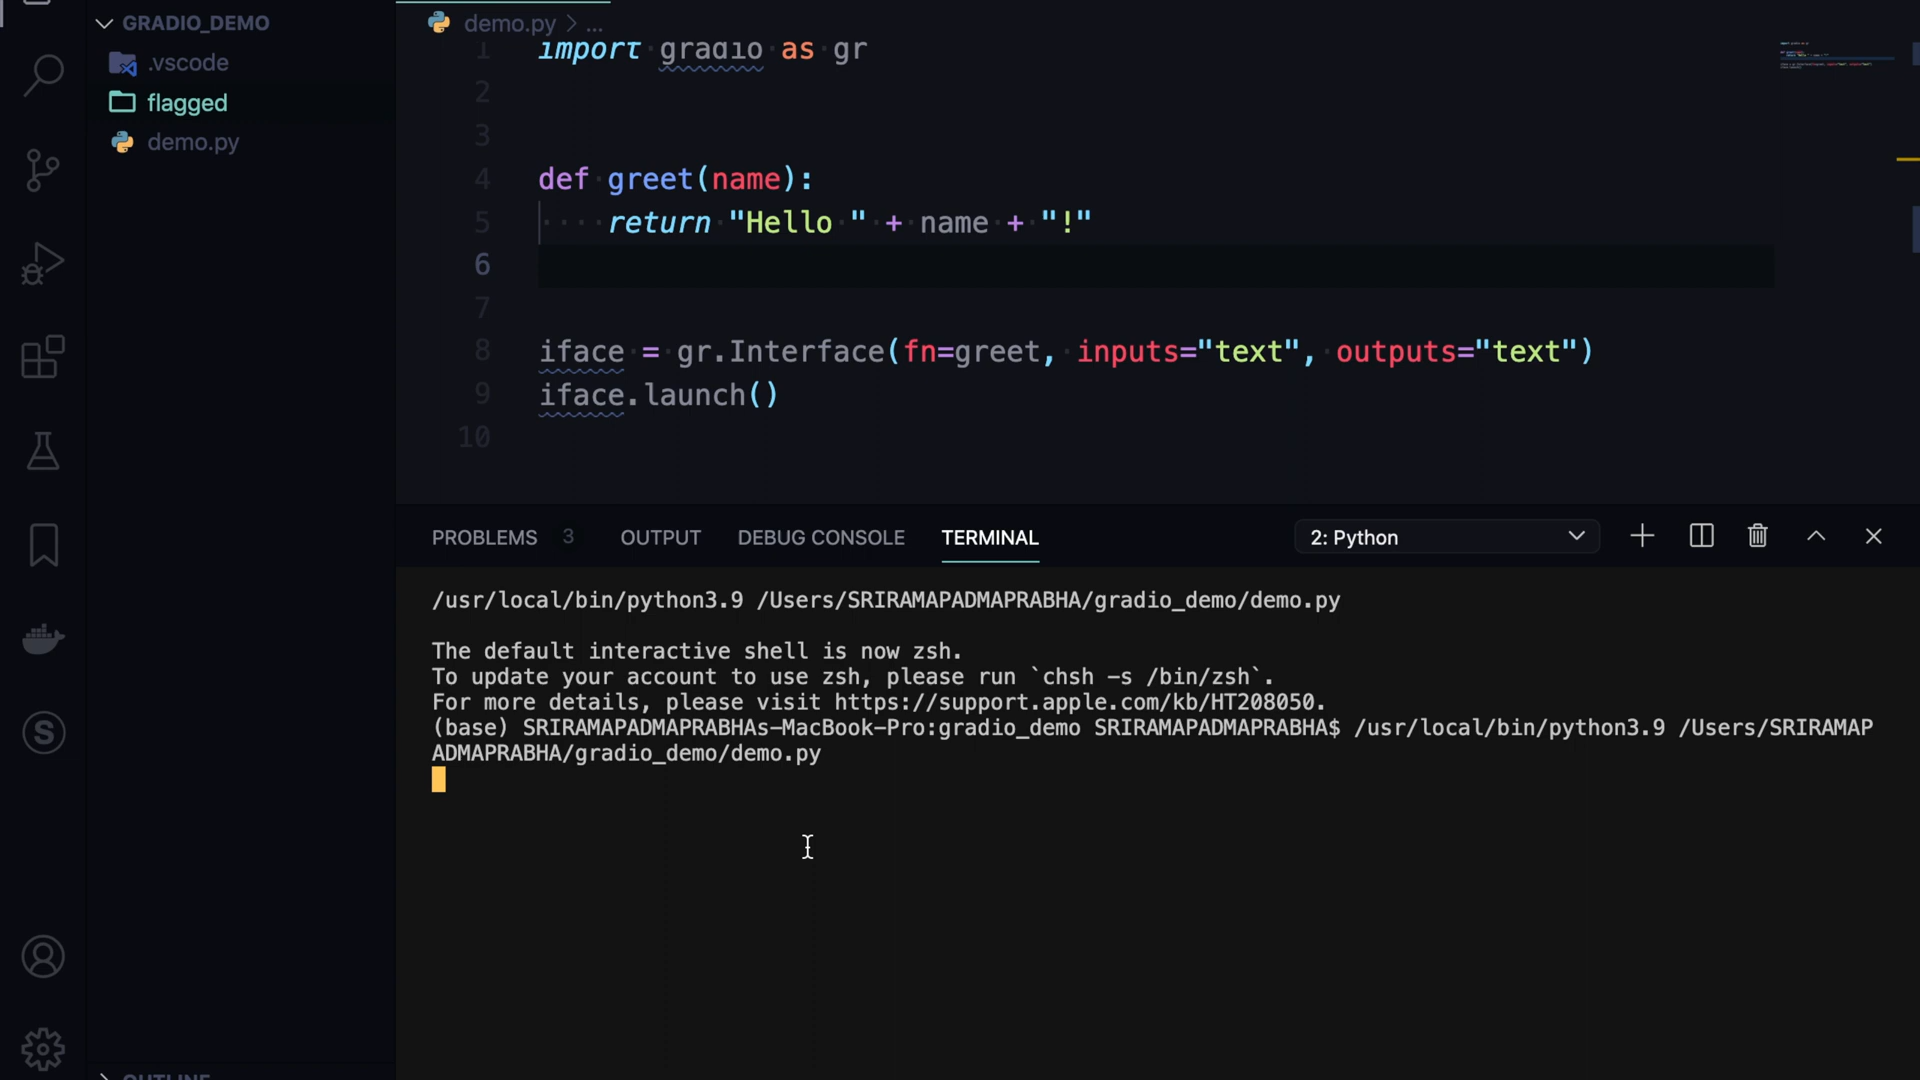 GRADIO_DEMO
.vscode
flagged
demo.py
demo.py > ...
1 import gradio as gr
2
3
4 def greet(name):
5 ····return "Hello " + name + "!"
6
7
8 iface = gr.Interface(fn=greet, inputs="text", outputs="text")
9 iface.launch()
10
PROBLEMS 3 OUTPUT DEBUG CONSOLE TERMINAL 2: Python
/usr/local/bin/python3.9 /Users/SRIRAMAPADMAPRABHA/gradio_demo/demo.py
The default interactive shell is now zsh.
To update your account to use zsh, please run `chsh -s /bin/zsh`.
For more details, please visit https://support.apple.com/kb/HT208050.
(base) SRIRAMAPADMAPRABHAs-MacBook-Pro:gradio_demo SRIRAMAPADMAPRABHA$ /usr/local/bin/python3.9 /Users/SRIRAMAP
ADMAPRABHA/gradio_demo/demo.py
OUTLINE